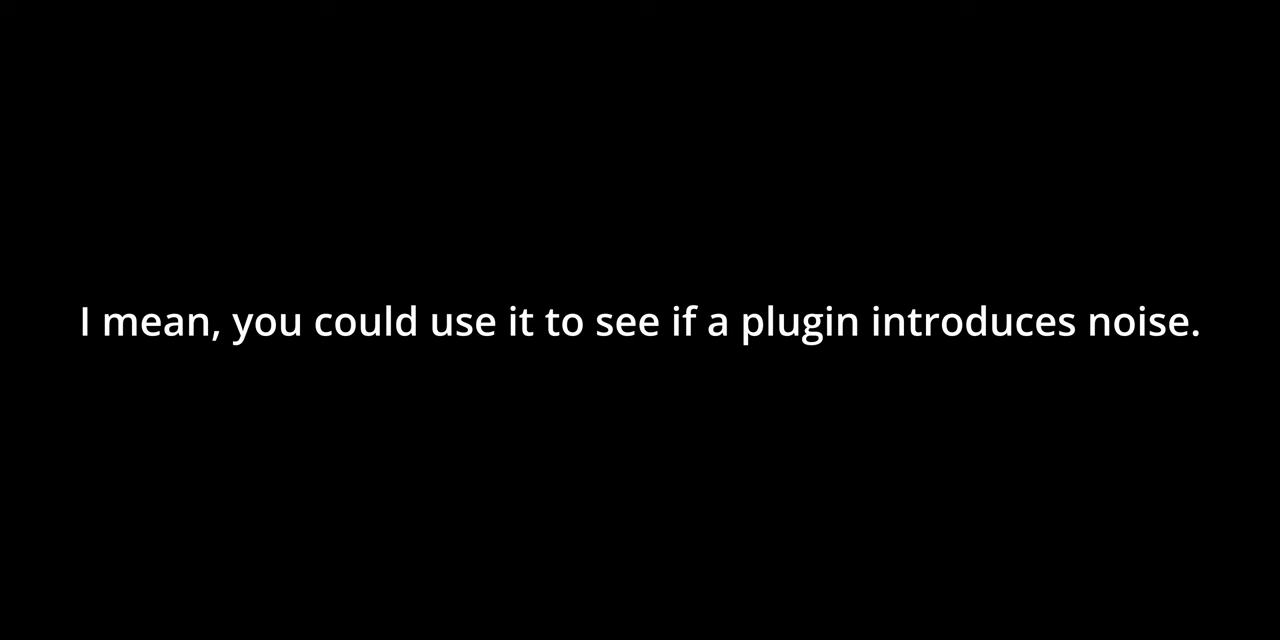 I mean, you could use it to see if a plugin introduces noise.